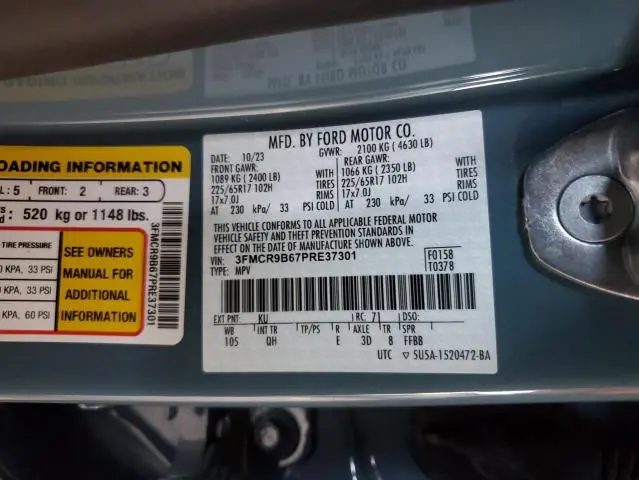 MFD. BY FORD MOTOR CO.
10/23 GVWR: 2100 KG ( 4630 LB)
FRONT GAWR: REAR GAWR:
1089 KG ( 2400 LB) WITH 1066 KG ( 2350 LB) WITH
225/65R17 102H TIRES 225/65R17 102H TIRES
17x7.0J RIMS 17x7.0J RIMS
AT 230 kPa/ 33 PSI COLD AT 230 kPa/ 33 PSI COLD
THIS VEHICLE CONFORMS TO ALL APPLICABLE FEDERAL MOTOR
VEHICLE SAFETY, BUMPER, AND THEFT PREVENTION STANDARDS IN
EFFECT ON THE DATE OF MANUFACTURE SHOWN ABOVE.
VIN: 3FMCR9B67PRE37301 F0158
TYPE: MPV T0378
EXT PNT: KU RC: 71 DSO:
WB INT TR TP/PS R AXLE TR SPR
105 QH E 3D 8 FFBB
UTC 5U5A-1520472-BA
OADING INFORMATION
L: 5 FRONT: 2 REAR: 3
520 kg or 1148 lbs.
TIRE PRESSURE
SEE OWNERS
KPA, 33 PSI
MANUAL FOR
KPA, 33 PSI
ADDITIONAL
KPA, 60 PSI
INFORMATION
3FMCR9B67PRE37301